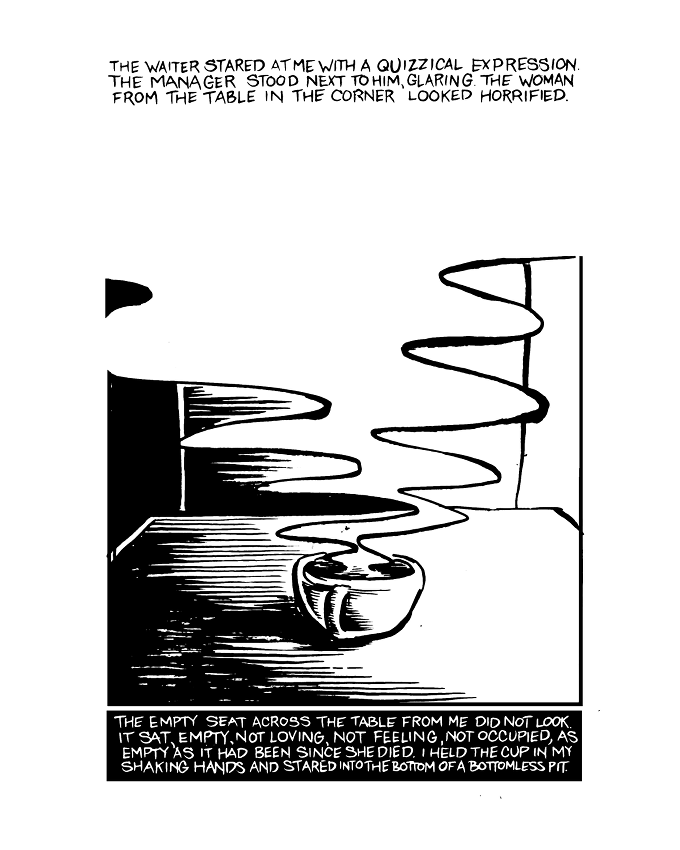 THE WAITER STARED AT ME WITH A QUIZZICAL EXPRESSION.
THE MANAGER STOOD NEXT TO HIM, GLARING. THE WOMAN
FROM THE TABLE IN THE CORNER LOOKED HORRIFIED.
THE EMPTY SEAT ACROSS THE TABLE FROM ME DID NOT LOOK.
IT SAT, EMPTY, NOT LOVING, NOT FEELING, NOT OCCUPIED, AS
EMPTY AS IT HAD BEEN SINCE SHE DIED. I HELD THE CUP IN MY
SHAKING HANDS AND STARED INTO THE BOTTOM OF A BOTTOMLESS PIT.